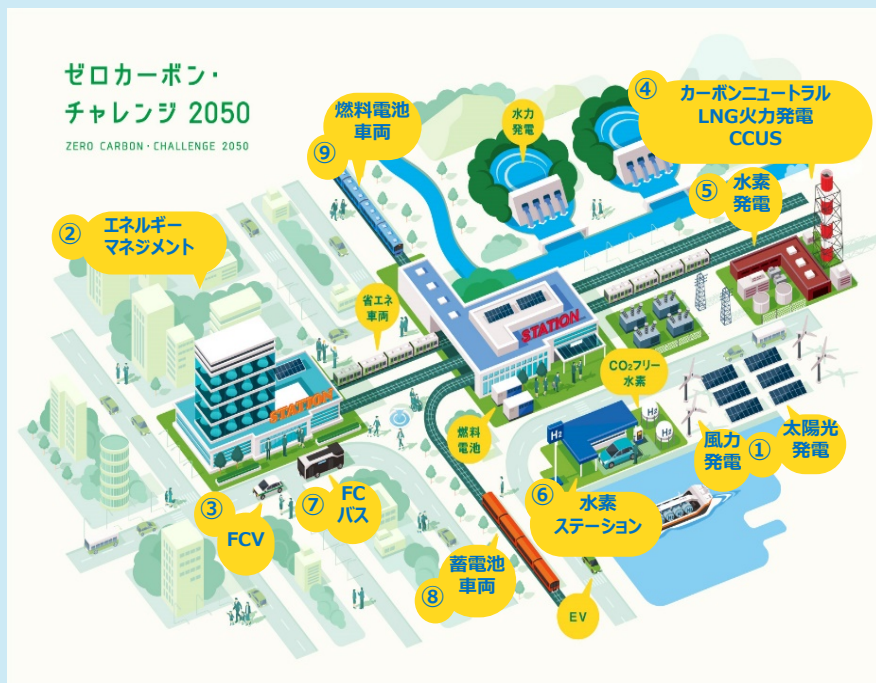 ゼロカーボン・
チャレンジ 2050
ZERO CARBON・CHALLENGE 2050
④
カーボンニュートラル
LNG火力発電
CCUS
燃料電池
車両
⑨
水力
発電
⑤
水素
発電
②
エネルギー
マネジメント
省エネ
車両
STATION
STATION
CO₂フリー
水素
H₂
H₂
H₂
燃料
電池
風力
発電
①
太陽光
発電
⑥
水素
ステーション
③
FCV
⑦
FC
バス
⑧
蓄電池
車両
EV